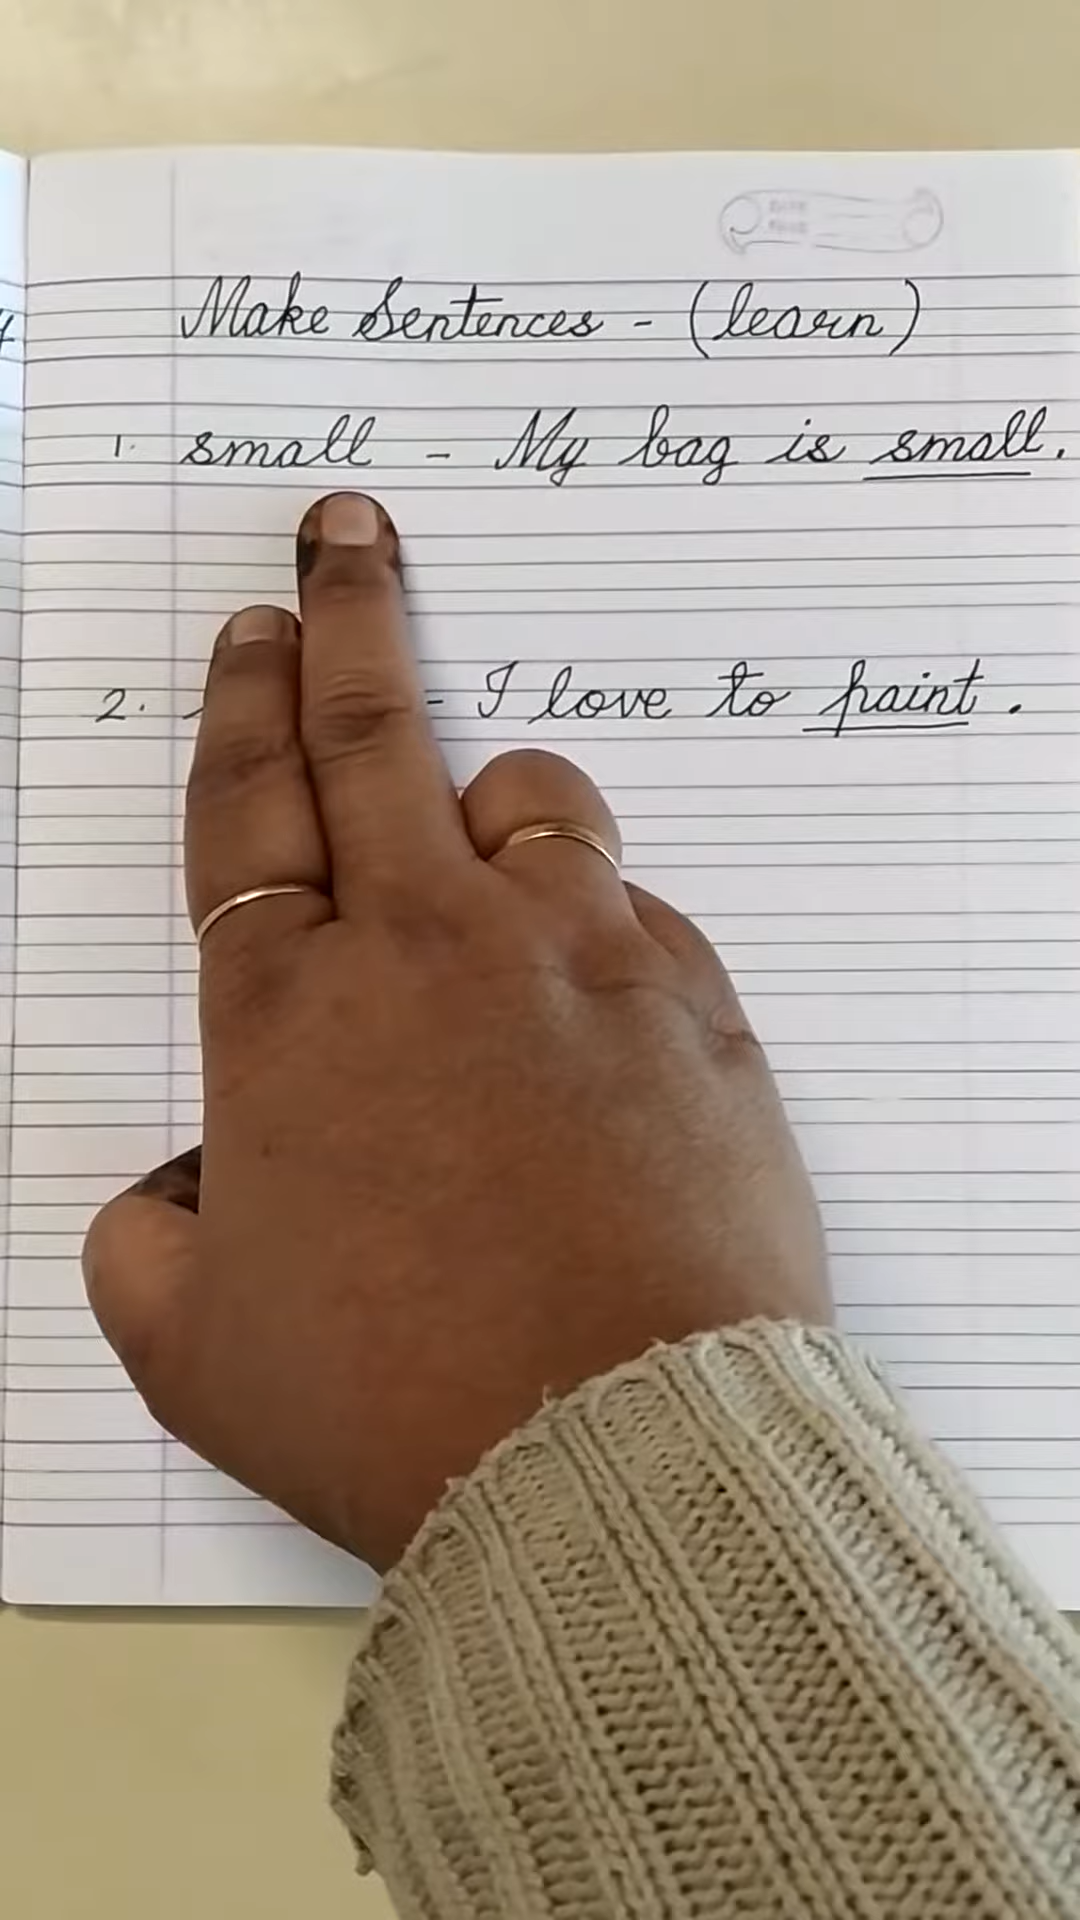 Make Sentences - (learn)
1. small - My bag is small.
2. - I love to paint.